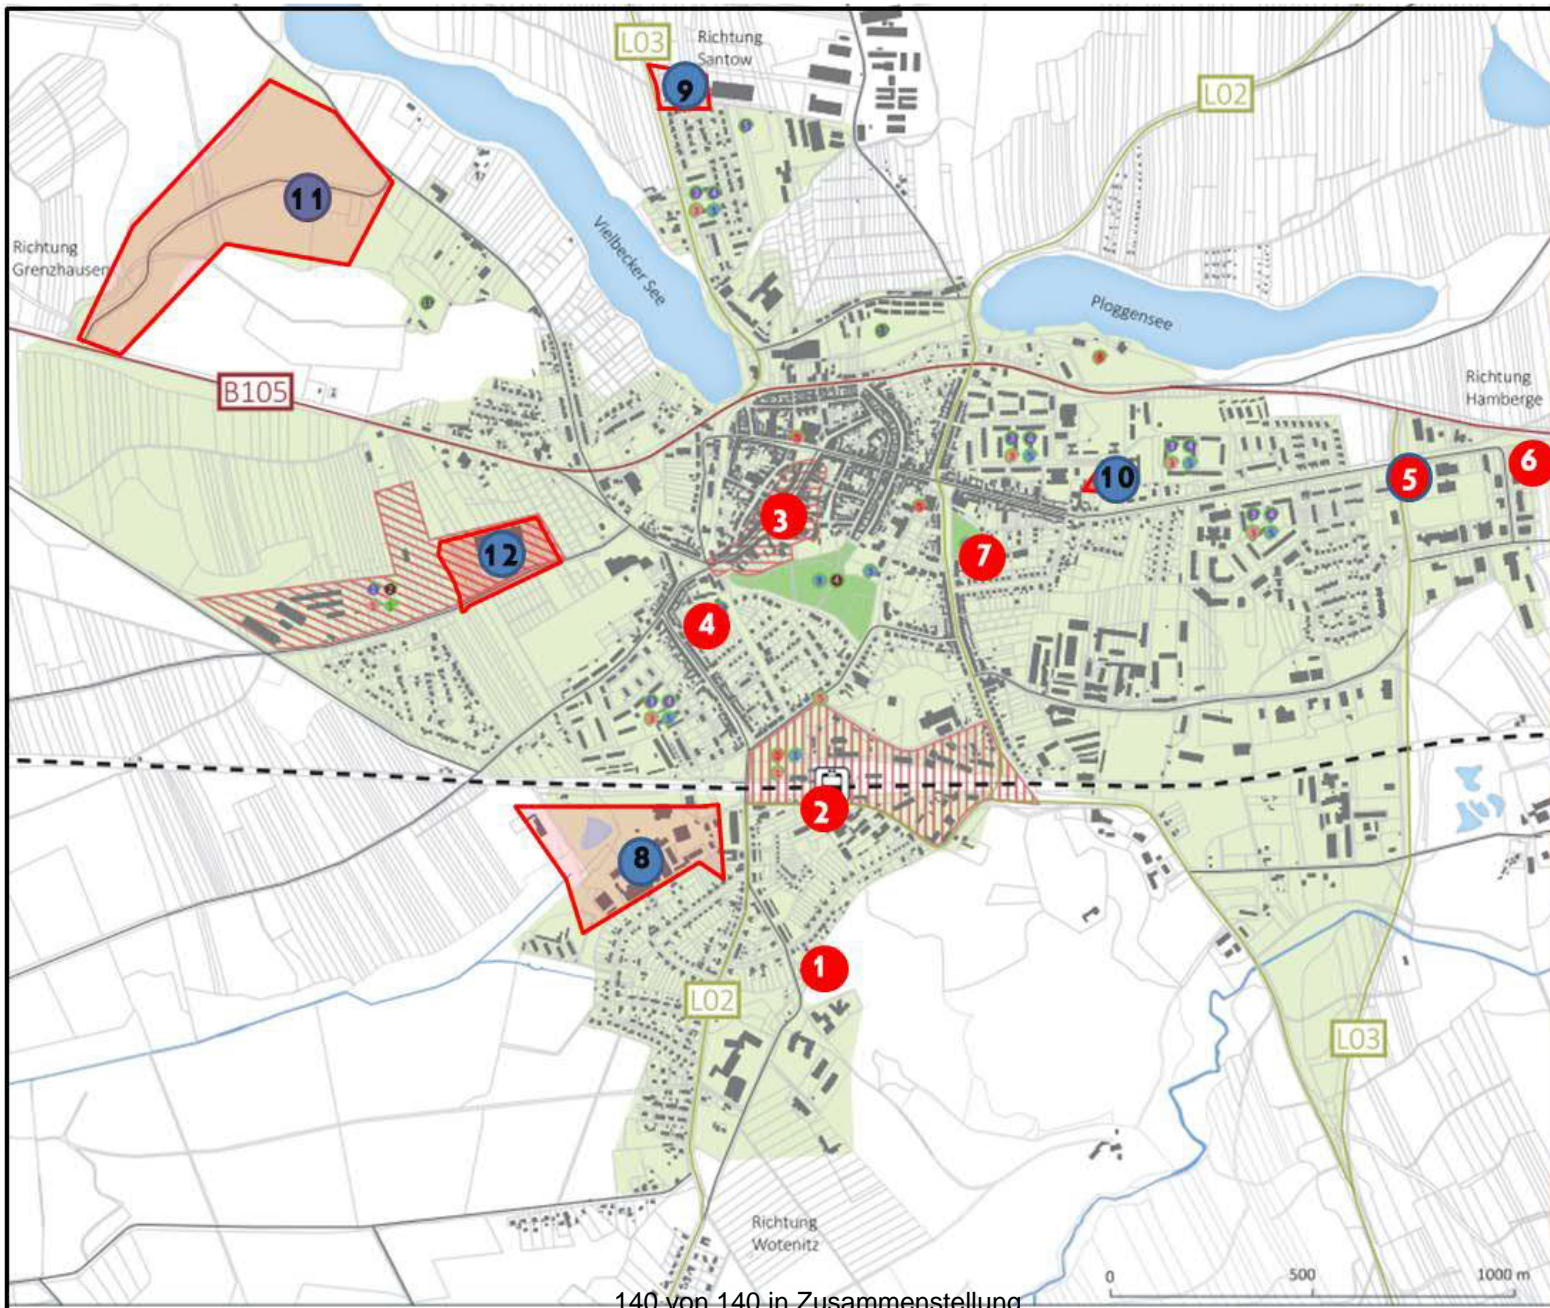 L03
Richtung
Santow
9
L02
11
Vielbecker See
Richtung
Grenzhausen
Ploggensee
B105
Richtung
Hamberge
6
10
5
3
12
7
4
2
8
1
L02
L03
Richtung
Wotenitz
0 500 1000 m
140 von 140 in Zusammenstellung